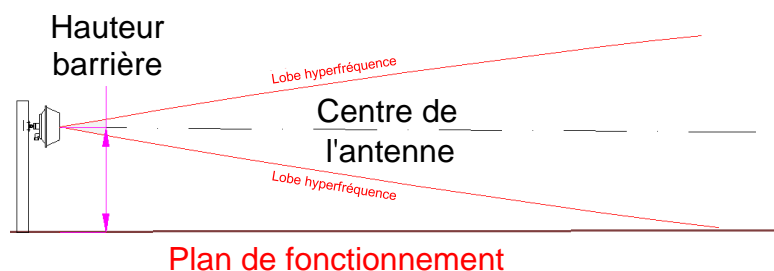 Hauteur
barrière
Lobe hyperfréquence
Centre de
l'antenne
Lobe hyperfréquence
Plan de fonctionnement